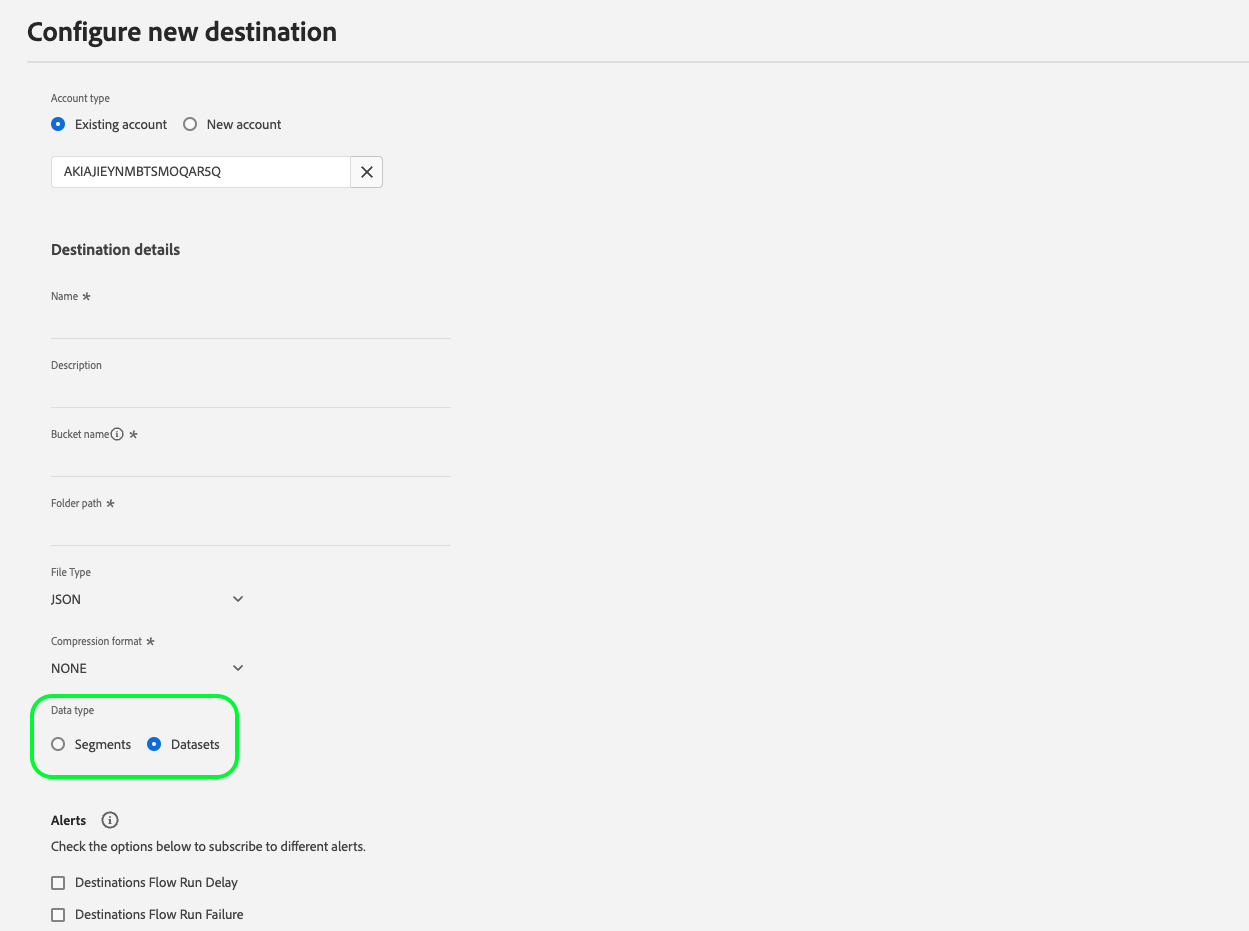 Configure new destination
Account type
Existing account New account
AKIAJIEYNMBTSMOQAR5Q
Destination details
Name *
Description
Bucket name *
Folder path *
File Type
JSON
Compression format *
NONE
Data type
Segments Datasets
Alerts
Check the options below to subscribe to different alerts.
Destinations Flow Run Delay
Destinations Flow Run Failure